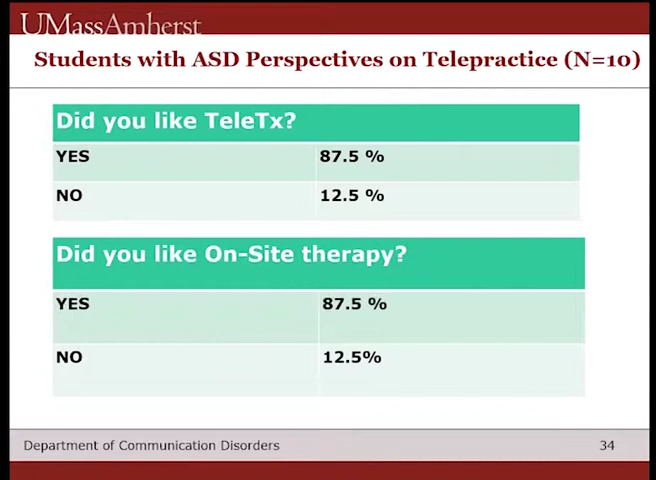 UMassAmherst
Students with ASD Perspectives on Telepractice (N=10)
Did you like TeleTx?
YES 87.5 %
NO 12.5 %
Did you like On-Site therapy?
YES 87.5 %
NO 12.5%
Department of Communication Disorders 34